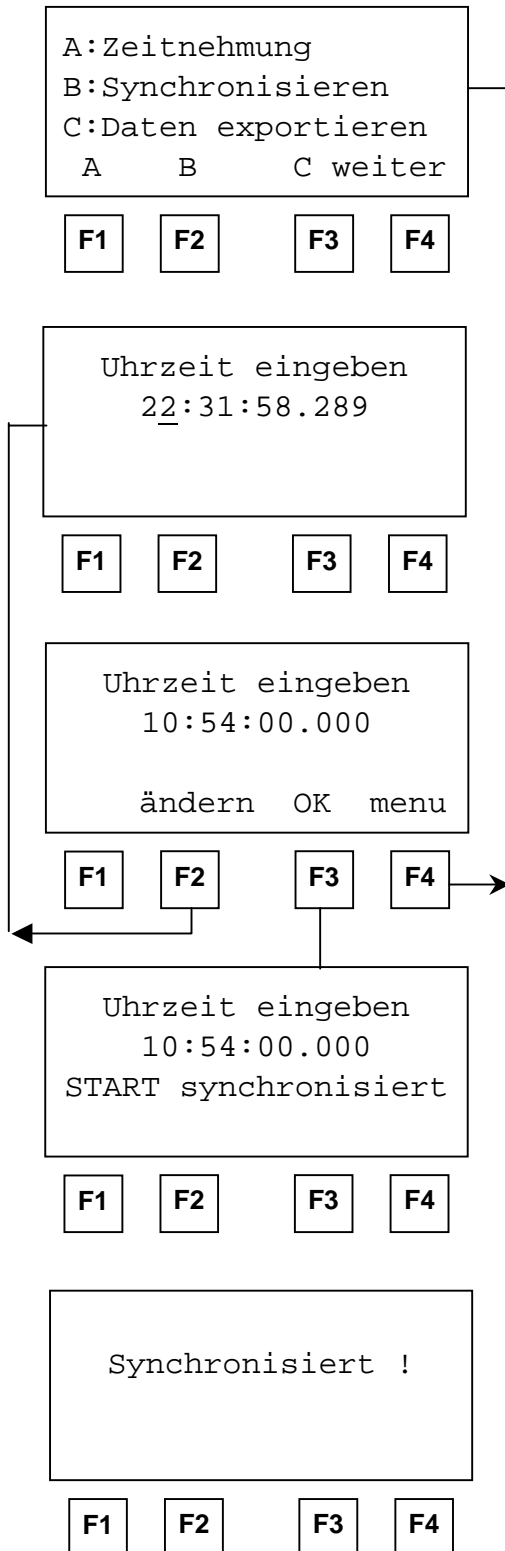 A:Zeitnehmung
B:Synchronisieren
C:Daten exportieren
A B C weiter
F1 F2 F3 F4
Uhrzeit eingeben
22:31:58.289
F1 F2 F3 F4
Uhrzeit eingeben
10:54:00.000
ändern OK menu
F1 F2 F3 F4
Uhrzeit eingeben
10:54:00.000
START synchronisiert
F1 F2 F3 F4
Synchronisiert !
F1 F2 F3 F4